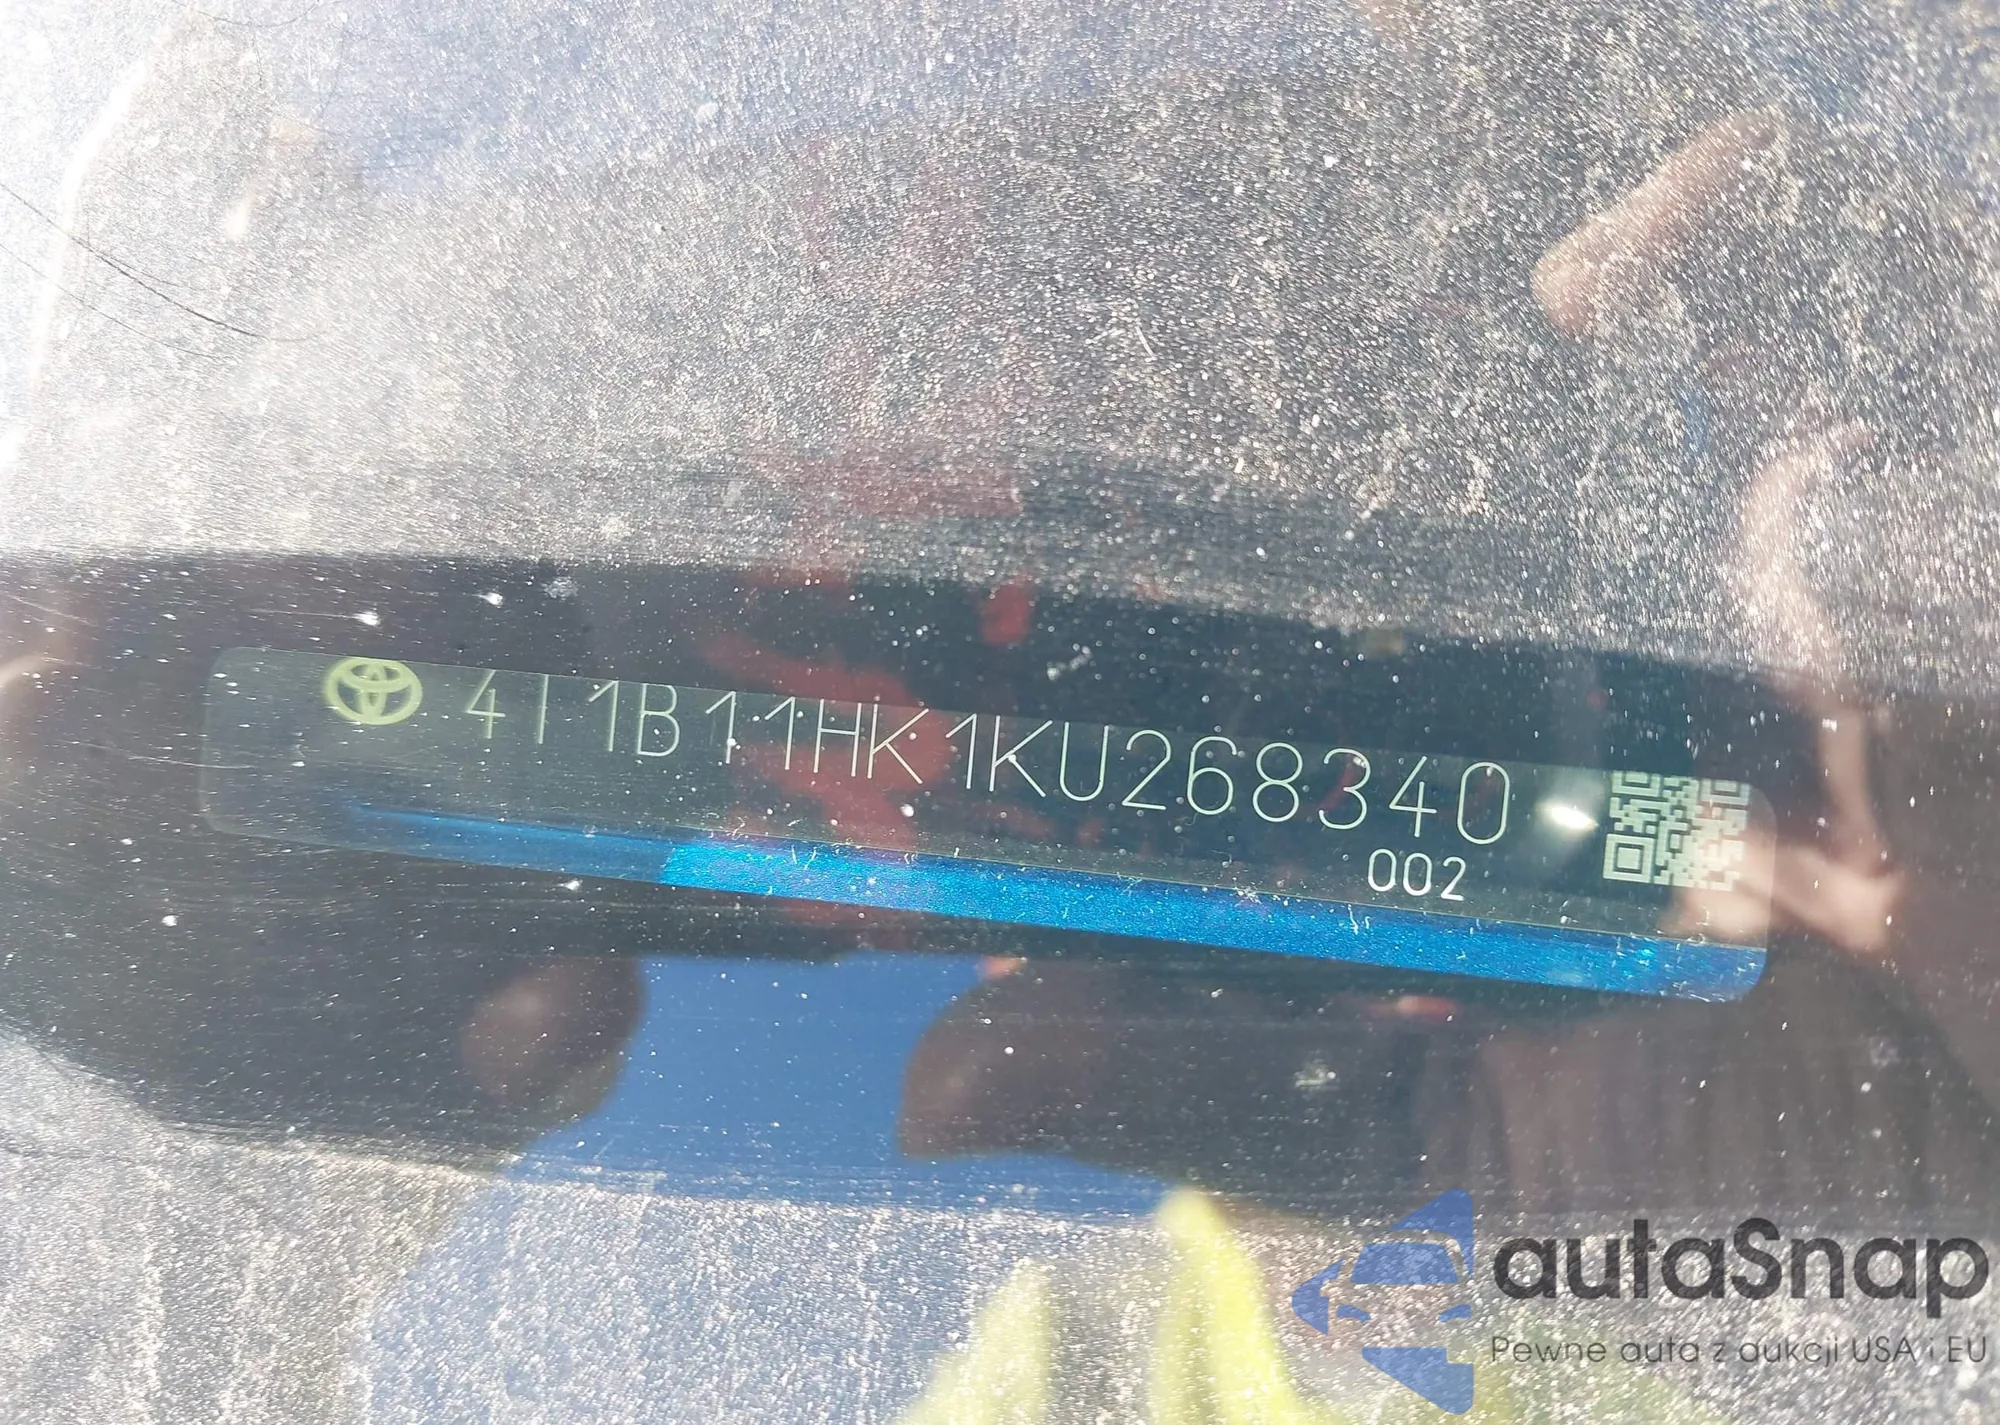 4T1B11HK1KU268340
002
autaSnap
Pewne auta z aukcji USA i EU